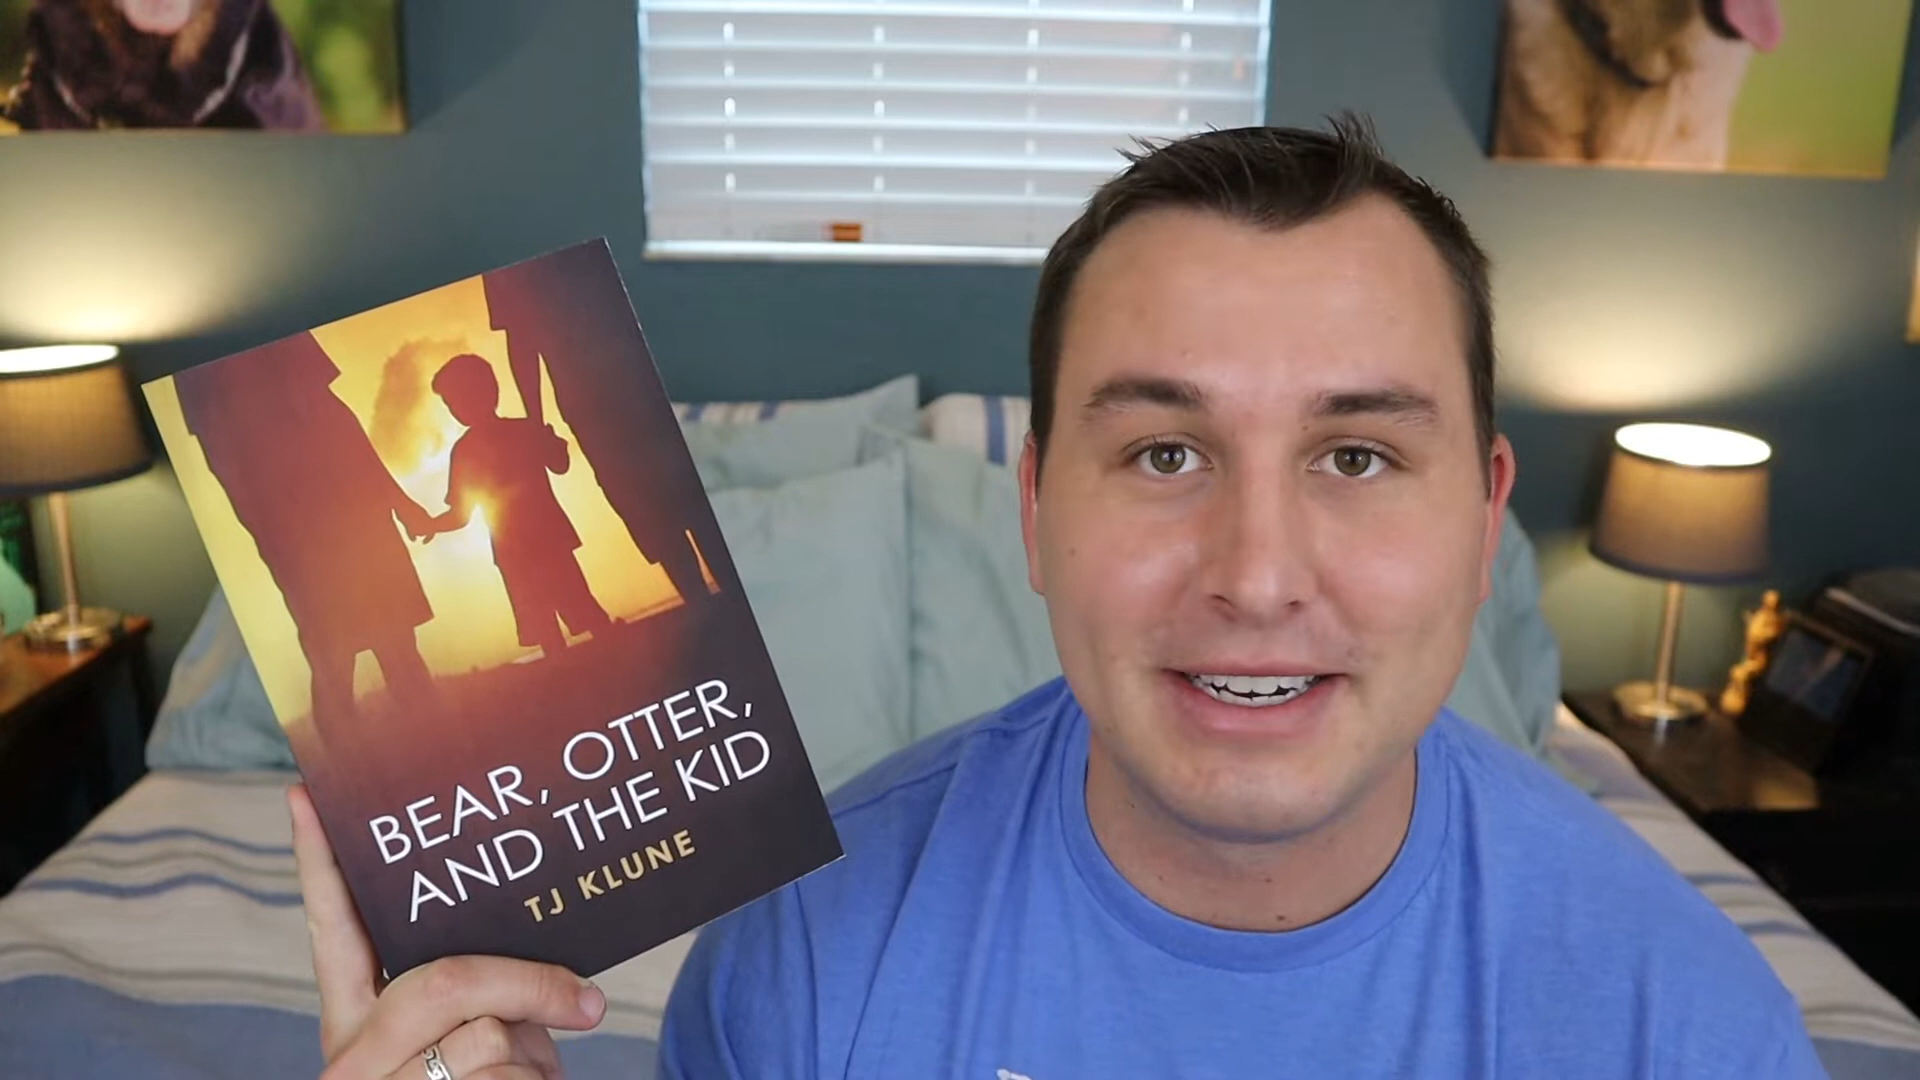 BEAR, OTTER,
AND THE KID
TJ KLUNE